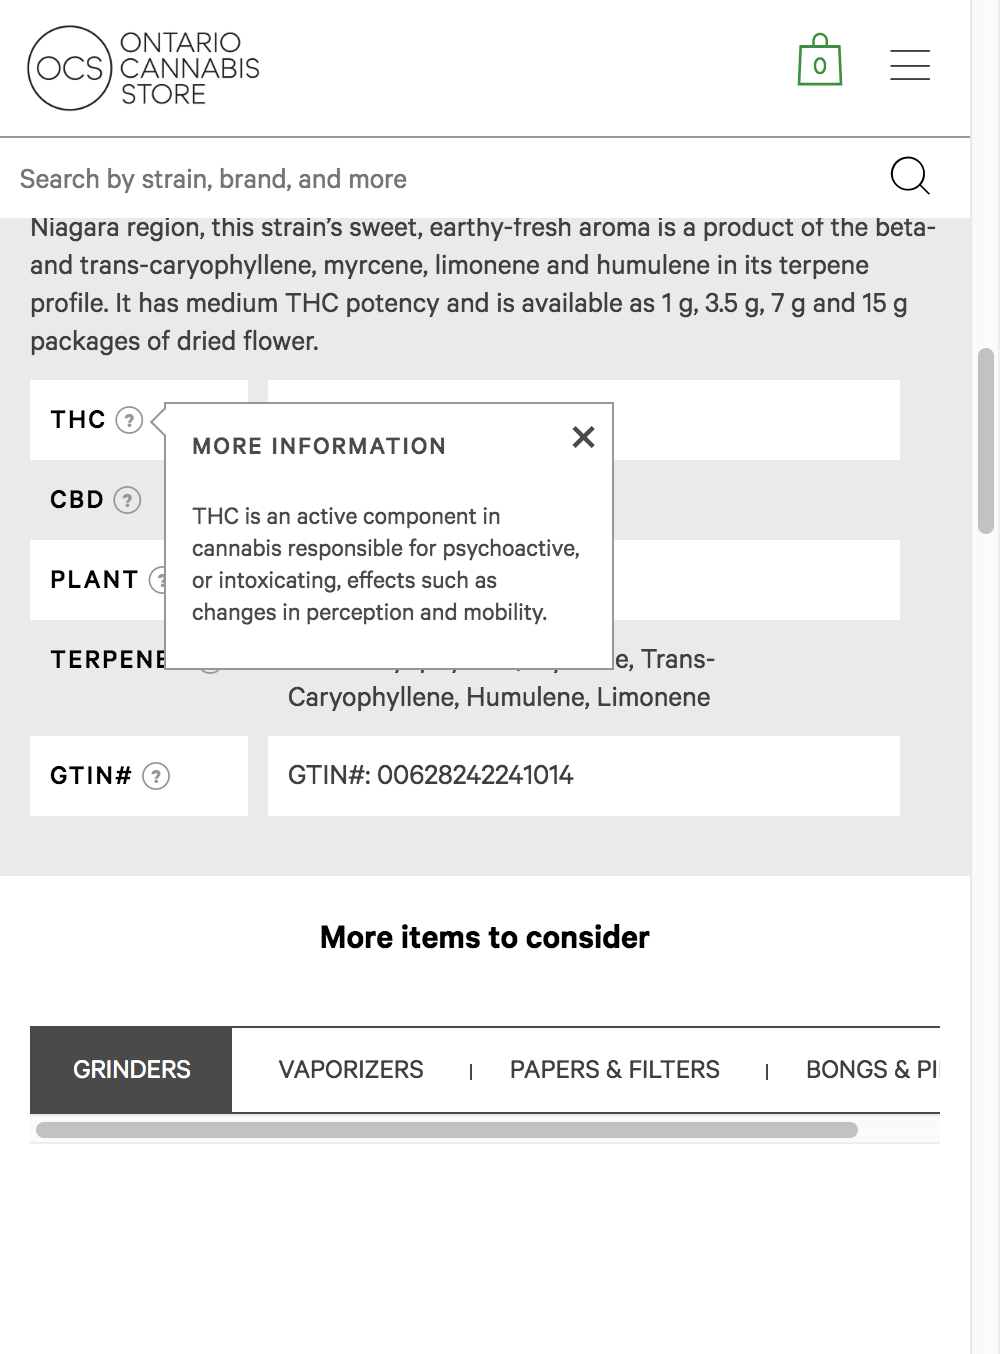 OCS
ONTARIO
CANNABIS
STORE
0
Search by strain, brand, and more
Niagara region, this strain’s sweet, earthy-fresh aroma is a product of the beta-
and trans-caryophyllene, myrcene, limonene and humulene in its terpene
profile. It has medium THC potency and is available as 1 g, 3.5 g, 7 g and 15 g
packages of dried flower.
THC ?
MORE INFORMATION
THC is an active component in
cannabis responsible for psychoactive,
or intoxicating, effects such as
changes in perception and mobility.
CBD ?
PLANT ?
TERPENE
e, Trans-
Caryophyllene, Humulene, Limonene
GTIN# ?
GTIN#: 00628242241014
More items to consider
GRINDERS
VAPORIZERS | PAPERS & FILTERS | BONGS & PI